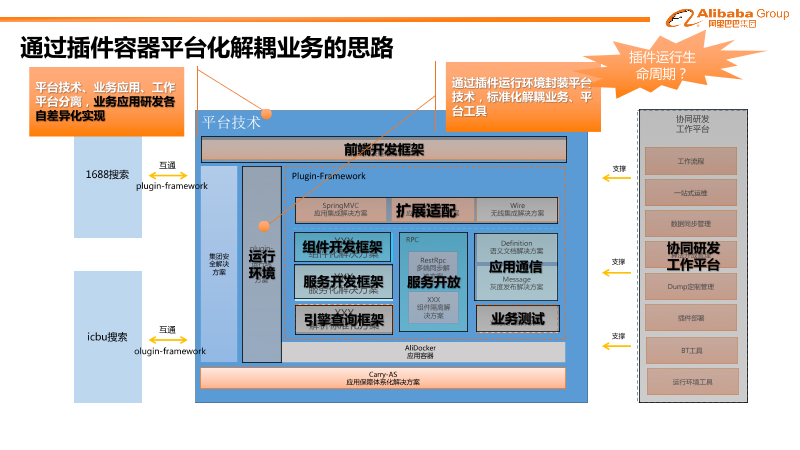 Alibaba Group
阿里巴巴集团
通过插件容器平台化解耦业务的思路
插件运行生
命周期？
平台技术、业务应用、工作
平台分离，业务应用研发各
自差异化实现
通过插件运行环境封装平台
技术，标准化解耦业务、平
台工具
平台技术
前端开发框架
Plugin-Framework
1688搜索
互通
plugin-framework
icbu搜索
互通
olugin-framework
集团安
全解决
方案
运行
环境
SpringMVC
应用集成解决方案
扩展适配
Wire
无线集成解决方案
组件开发框架
服务开发框架
服务化解决方案
XXX
引擎查询框架
RPC
RestRpc
多端同步解
服务开放
XXX
组件隔离解
决方案
Definition
语义文档解决方案
应用通信
Message
灰度发布解决方案
业务测试
AliDocker
应用容器
Carry-AS
应用保障体系化解决方案
支撑
支撑
支撑
协同研发
工作平台
工作流程
一站式运维
数据同步管理
协同研发
工作平台
Dump定制管理
插件部署
BT工具
运行环境工具